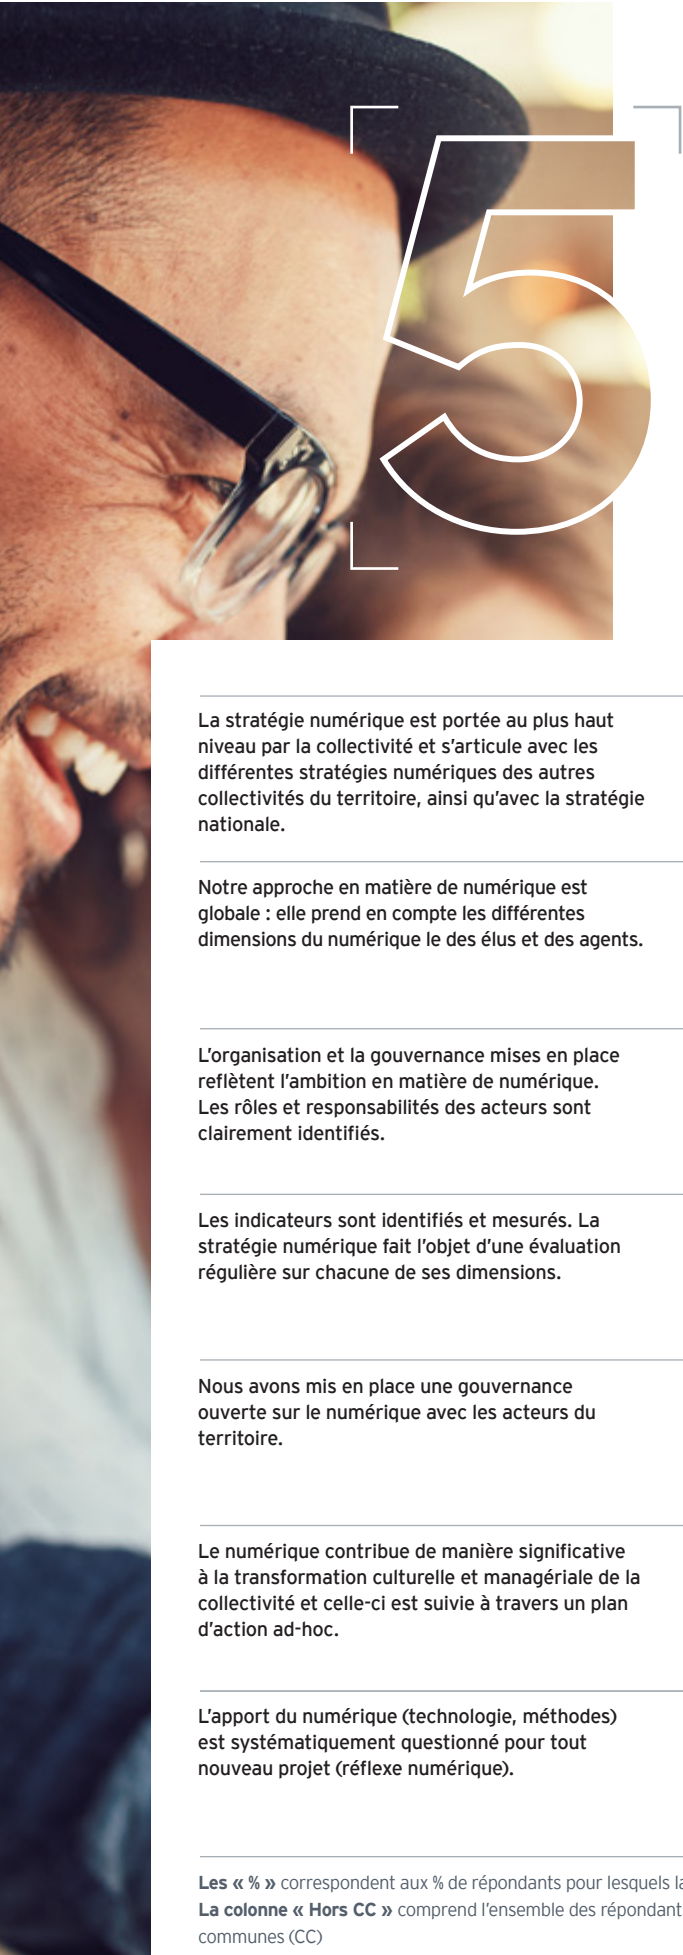 5
La stratégie numérique est portée au plus haut
niveau par la collectivité et s’articule avec les
différentes stratégies numériques des autres
collectivités du territoire, ainsi qu’avec la stratégie
nationale.
Notre approche en matière de numérique est
globale : elle prend en compte les différentes
dimensions du numérique le des élus et des agents.
L’organisation et la gouvernance mises en place
reflètent l’ambition en matière de numérique.
Les rôles et responsabilités des acteurs sont
clairement identifiés.
Les indicateurs sont identifiés et mesurés. La
stratégie numérique fait l’objet d’une évaluation
régulière sur chacune de ses dimensions.
Nous avons mis en place une gouvernance
ouverte sur le numérique avec les acteurs du
territoire.
Le numérique contribue de manière significative
à la transformation culturelle et managériale de la
collectivité et celle-ci est suivie à travers un plan
d’action ad-hoc.
L’apport du numérique (technologie, méthodes)
est systématiquement questionné pour tout
nouveau projet (réflexe numérique).
Les « % » correspondent aux % de répondants pour lesquels
La colonne « Hors CC » comprend l’ensemble des répondant
communes (CC)